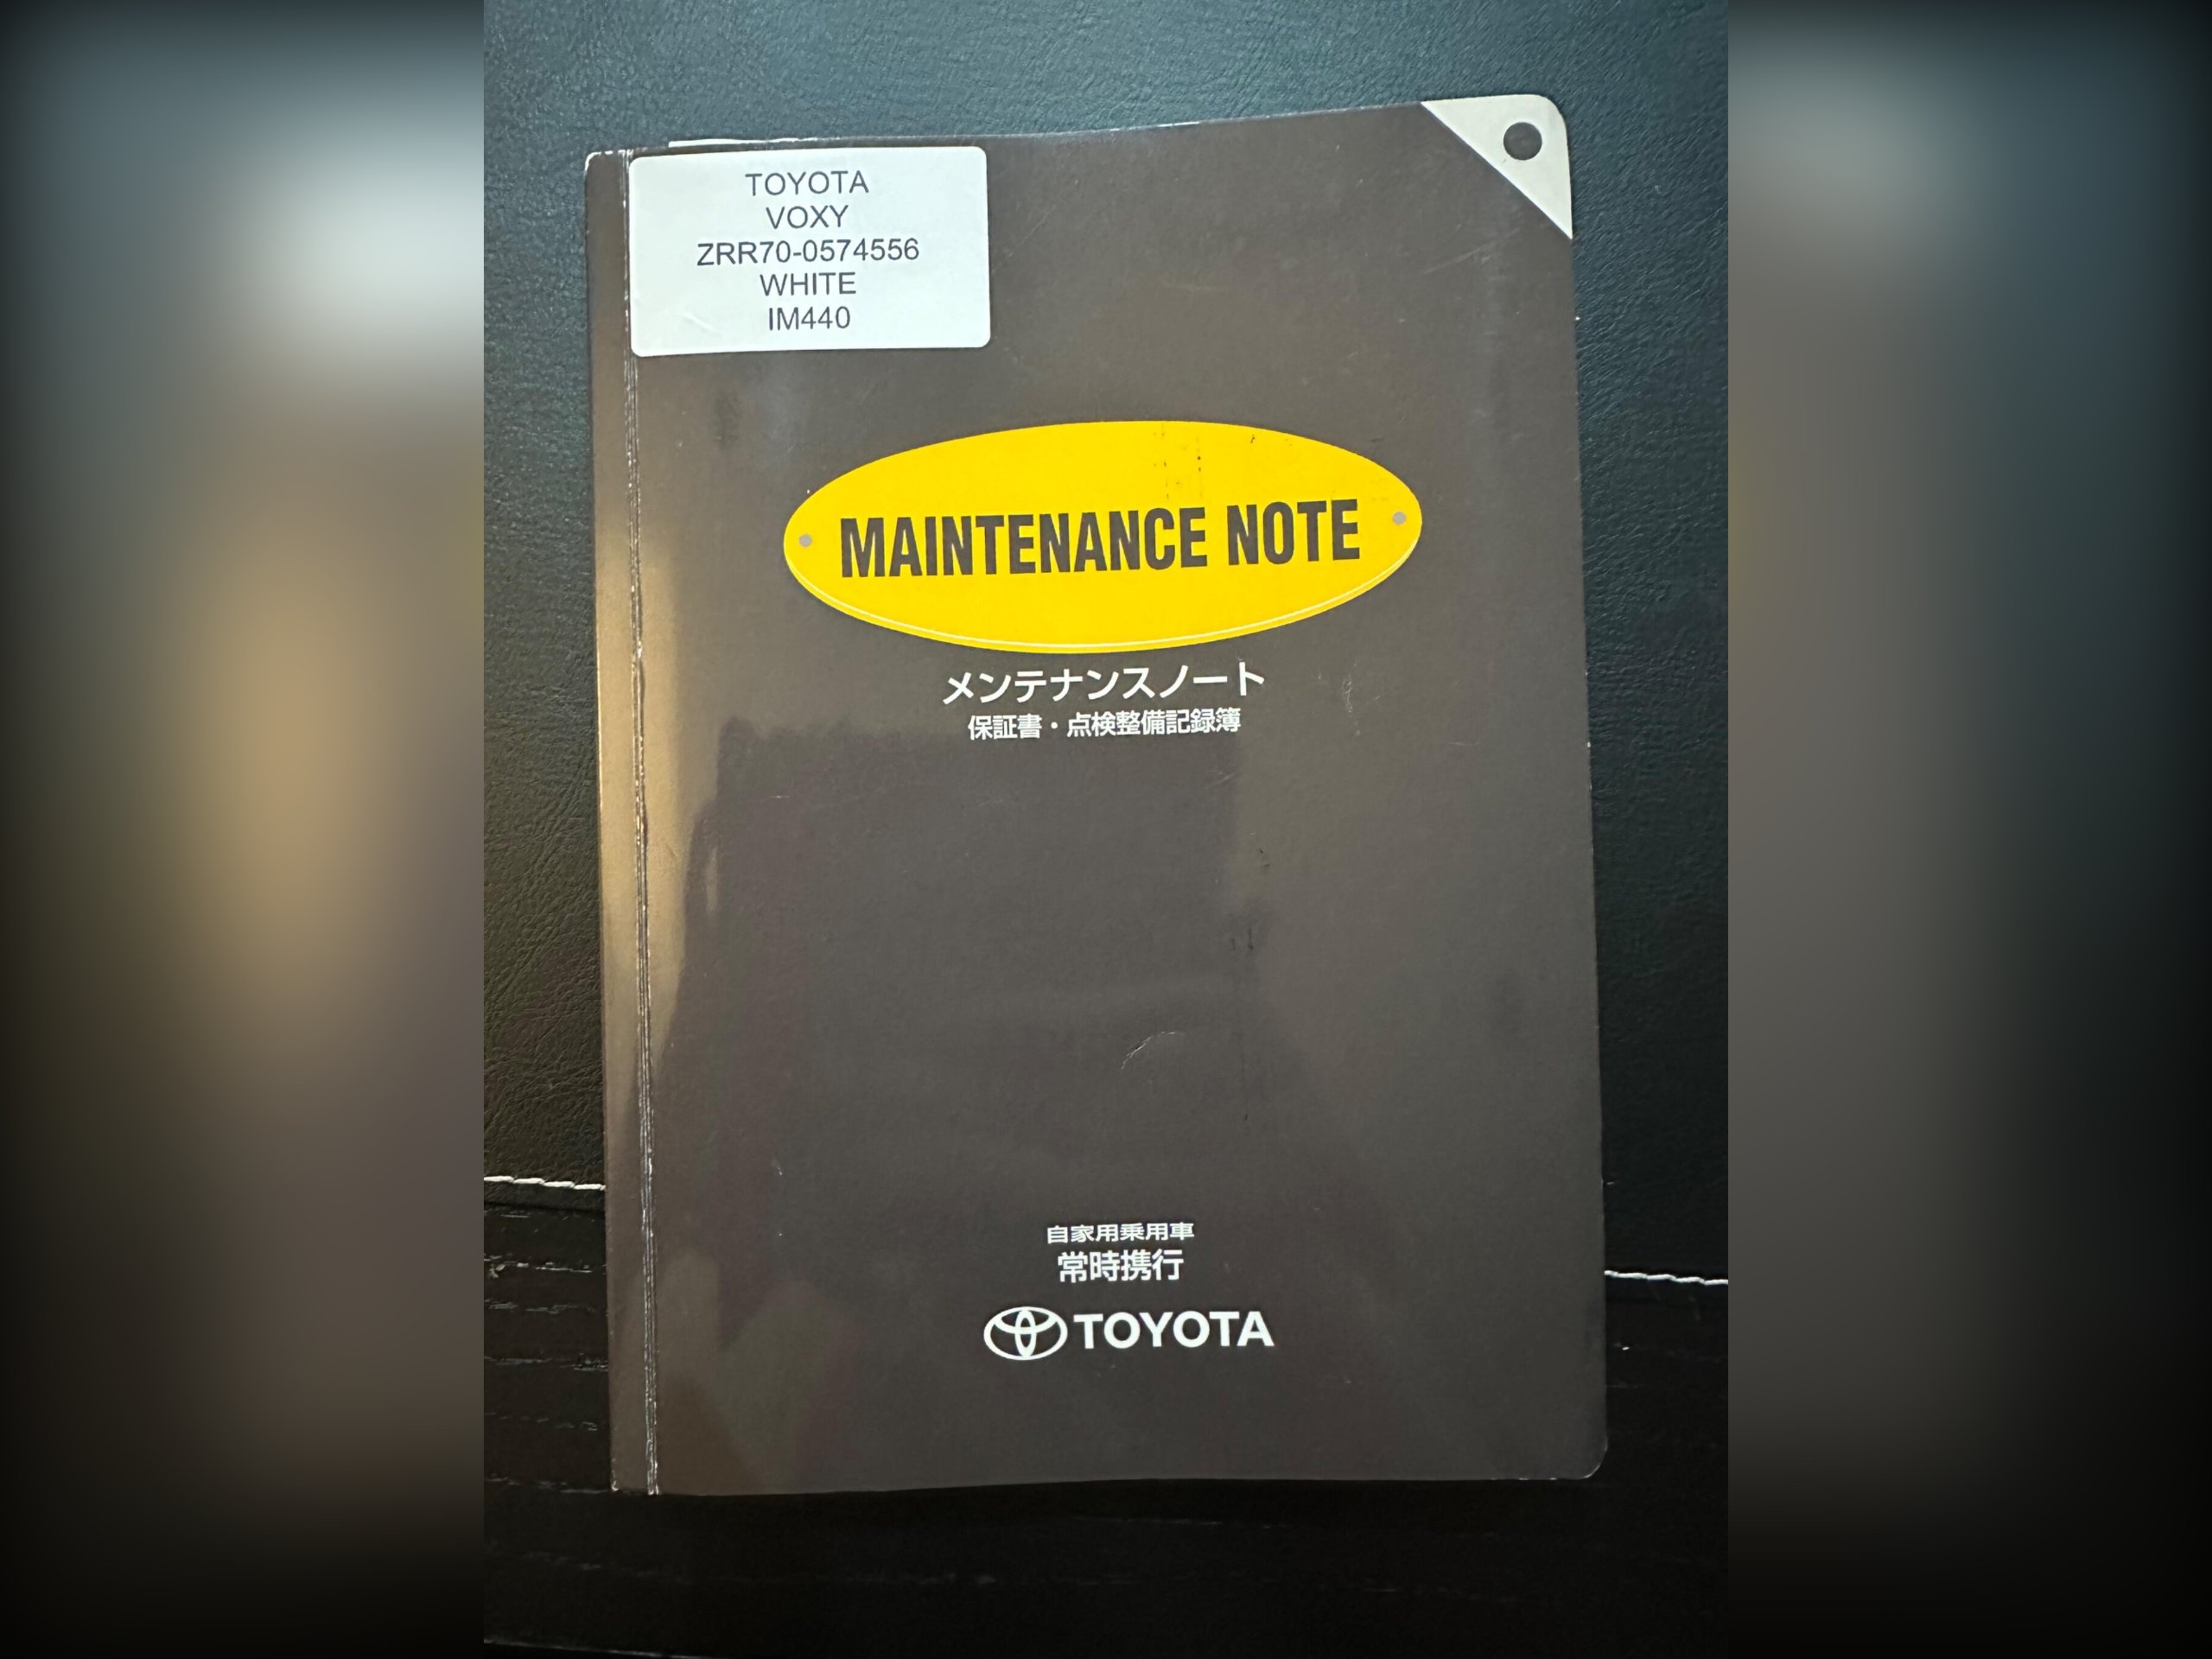 TOYOTA
VOXY
ZRR70-0574556
WHITE
IM440
MAINTENANCE NOTE
メンテナンスノート
保証書・点検整備記録簿
自家用乗用車
常時携行
TOYOTA